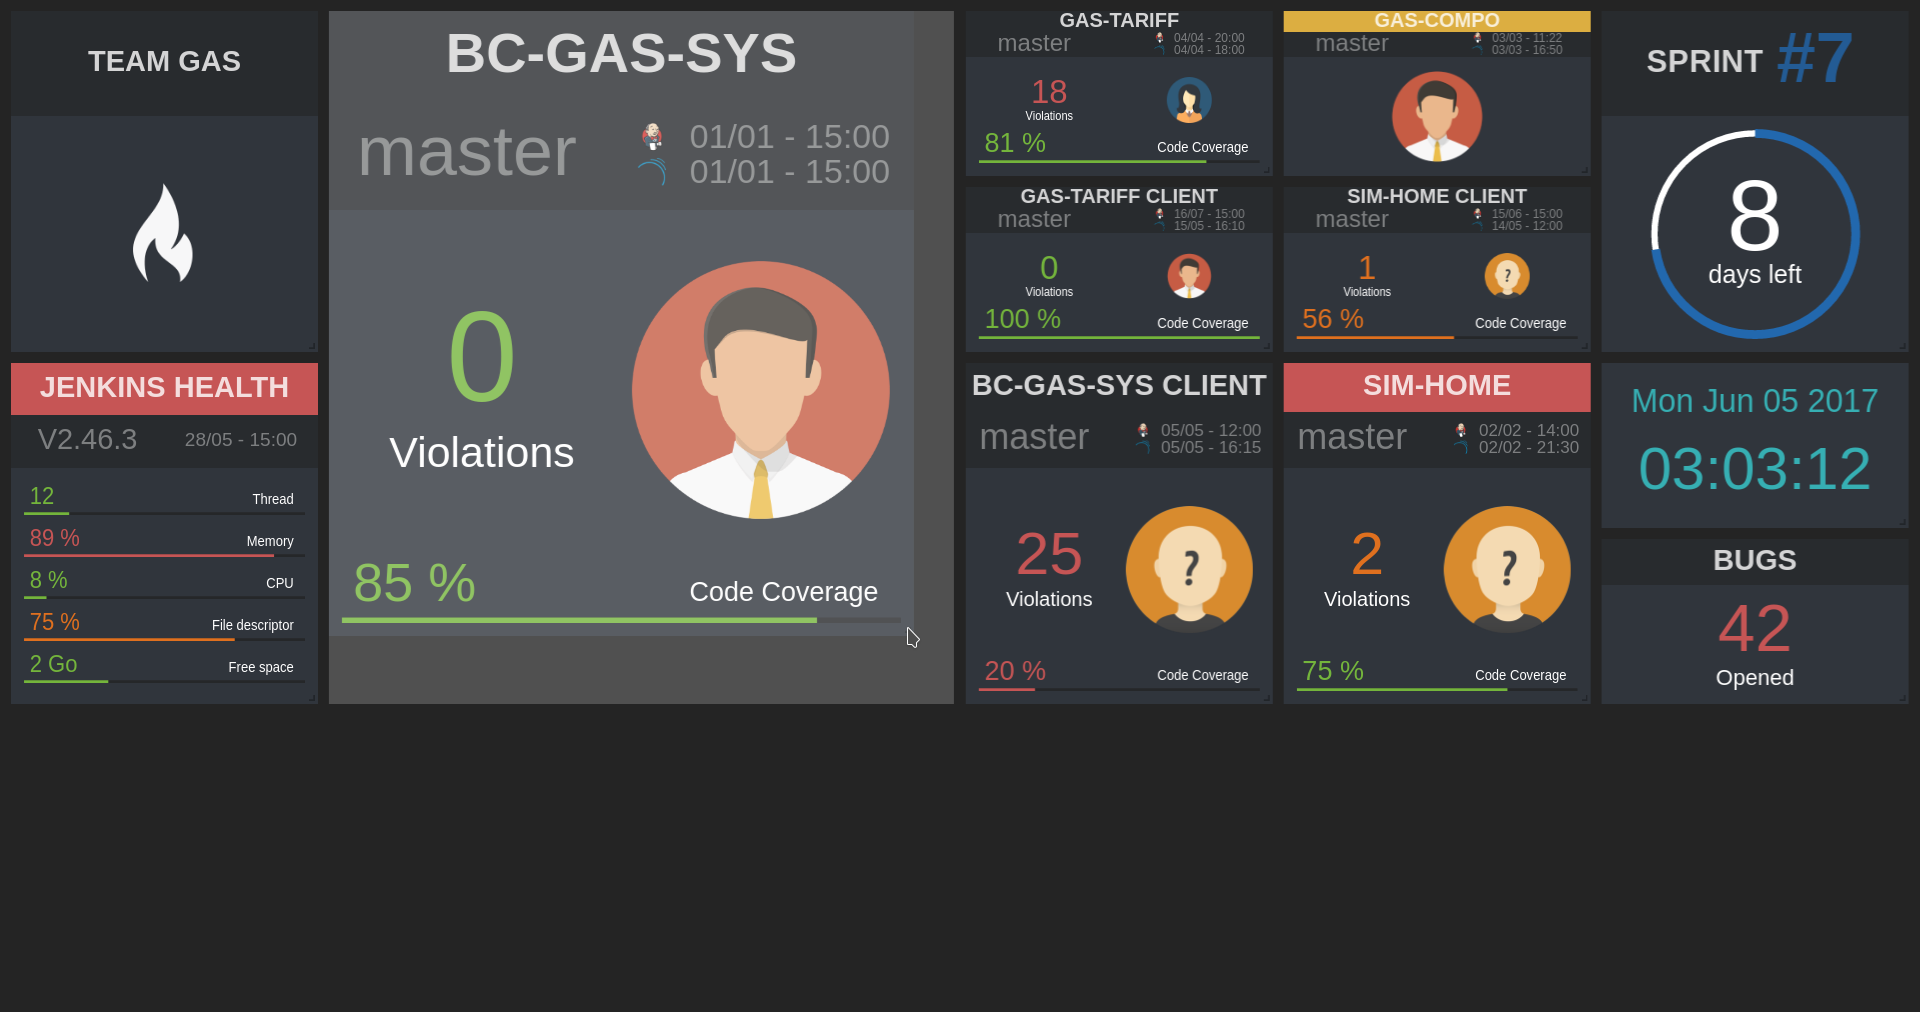 TEAM GAS
JENKINS HEALTH
V2.46.3 28/05 - 15:00
12 Thread
89 % Memory
8 % CPU
75 % File descriptor
2 Go Free space
BC-GAS-SYS
master 01/01 - 15:00
01/01 - 15:00
0
Violations
85 % Code Coverage
GAS-TARIFF
master 04/04 - 20:00
04/04 - 18:00
18
Violations
81 % Code Coverage
GAS-COMPO
master 03/03 - 11:22
03/03 - 16:50
GAS-TARIFF CLIENT
master 16/07 - 15:00
15/05 - 16:10
0
Violations
100 % Code Coverage
SIM-HOME CLIENT
master 15/06 - 15:00
14/05 - 12:00
?
1
Violations
56 % Code Coverage
BC-GAS-SYS CLIENT
master 05/05 - 12:00
05/05 - 16:15
?
25
Violations
20 % Code Coverage
SIM-HOME
master 02/02 - 14:00
02/02 - 21:30
?
2
Violations
75 % Code Coverage
SPRINT #7
8
days left
Mon Jun 05 2017
03:03:12
BUGS
42
Opened